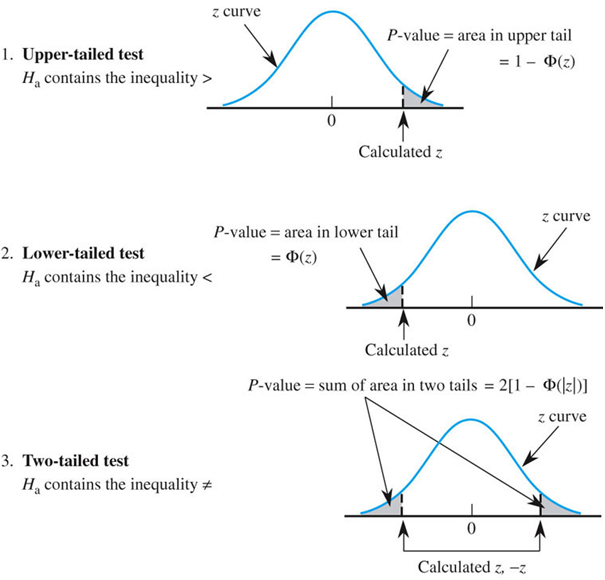 z curve
P-value = area in upper tail
= 1 − Φ(z)
1. Upper-tailed test
Hₐ contains the inequality >
0
Calculated z
z curve
P-value = area in lower tail
= Φ(z)
2. Lower-tailed test
Hₐ contains the inequality <
0
Calculated z
P-value = sum of area in two tails = 2[1 − Φ(|z|)]
z curve
3. Two-tailed test
Hₐ contains the inequality ≠
0
Calculated z, −z